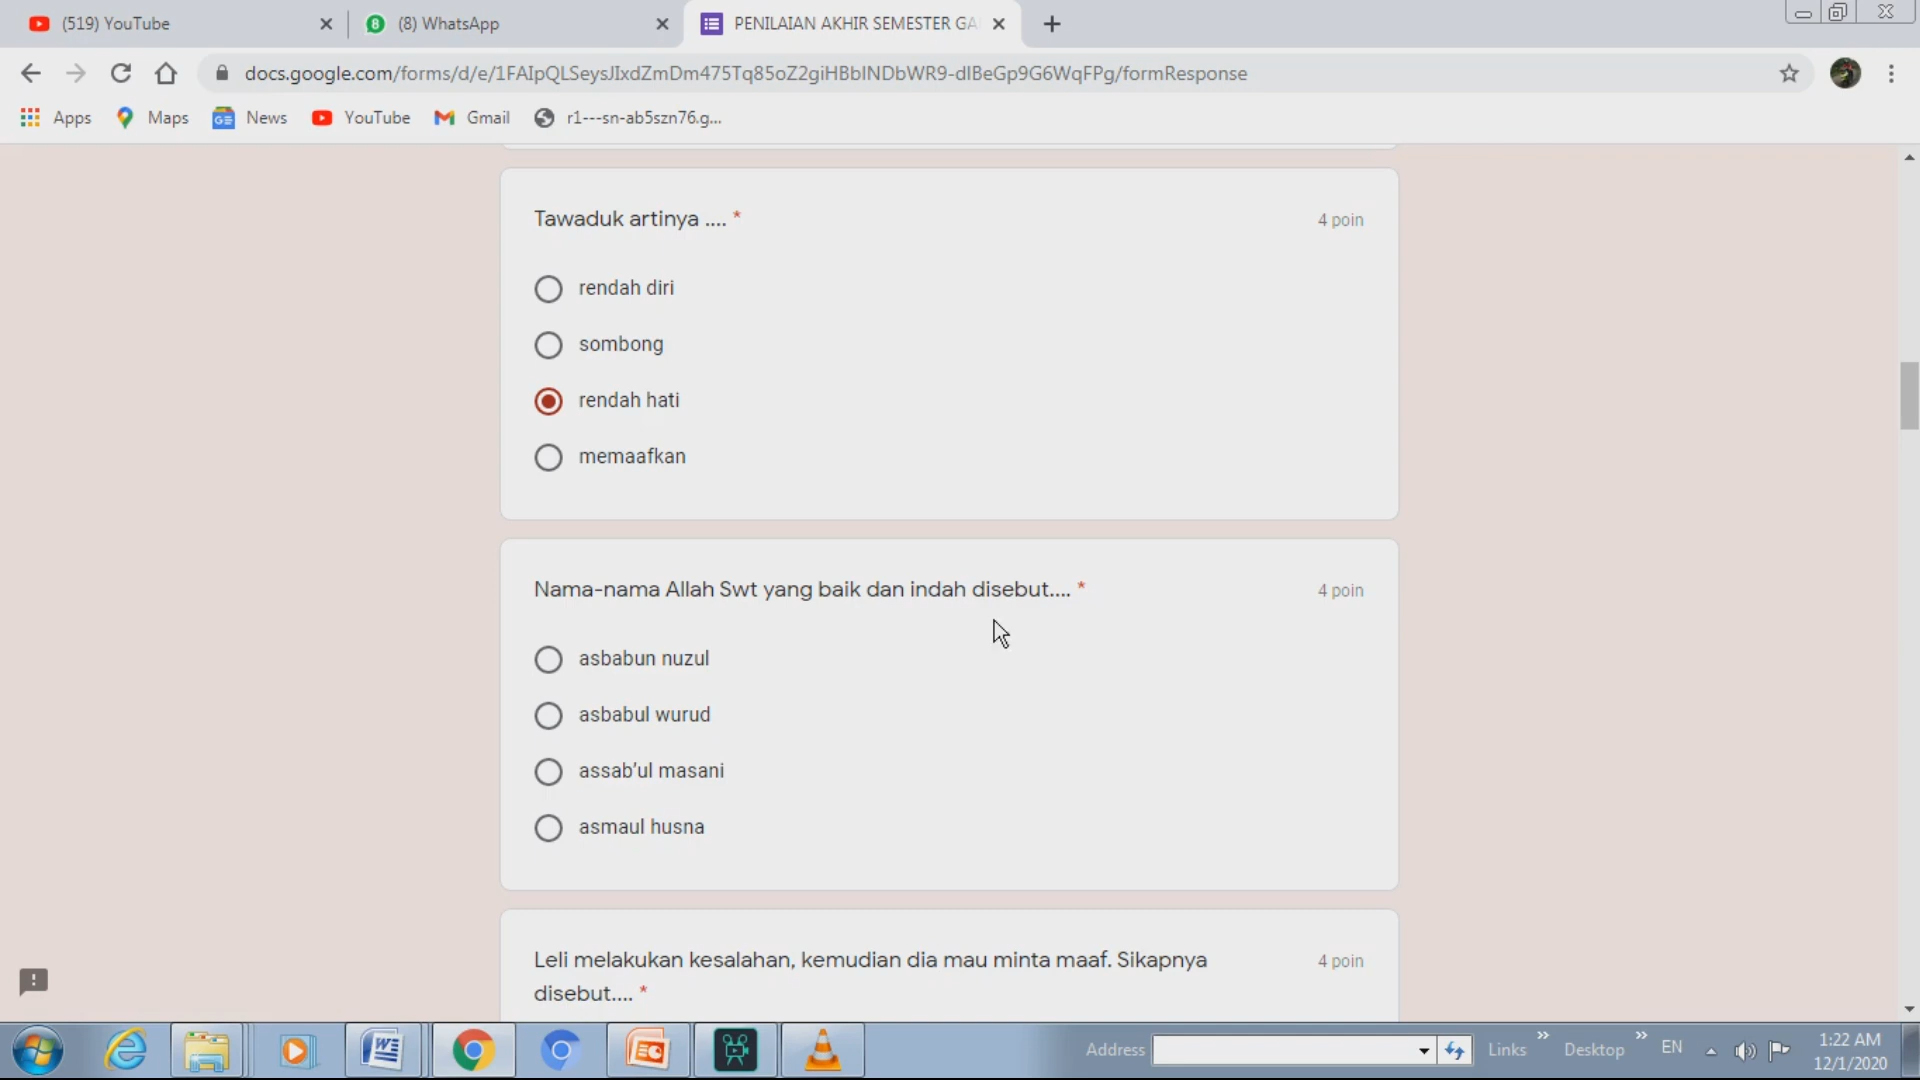 (519) YouTube
(8) WhatsApp
PENILAIAN AKHIR SEMESTER GA
docs.google.com/forms/d/e/1FAIpQLSeysJIxdZmDm475Tq85oZ2giHBbINDbWR9-dIBeGp9G6WqFPg/formResponse
Apps
Maps
News
YouTube
Gmail
r1---sn-ab5szn76.g...
Tawaduk artinya .... *
4 poin
rendah diri
sombong
rendah hati
memaafkan
Nama-nama Allah Swt yang baik dan indah disebut.... *
4 poin
asbabun nuzul
asbabul wurud
assab’ul masani
asmaul husna
Leli melakukan kesalahan, kemudian dia mau minta maaf. Sikapnya
disebut.... *
4 poin
Address
Links
Desktop
EN
1:22 AM
12/1/2020